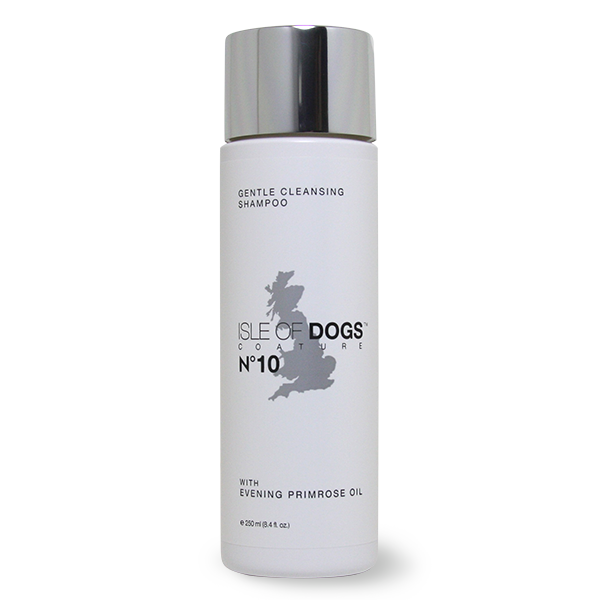 GENTLE CLEANSING
SHAMPOO
ISLE OF DOGS™
COATURE
N°10
WITH
EVENING PRIMROSE OIL
℮ 250 ml (8.4 fl. oz.)